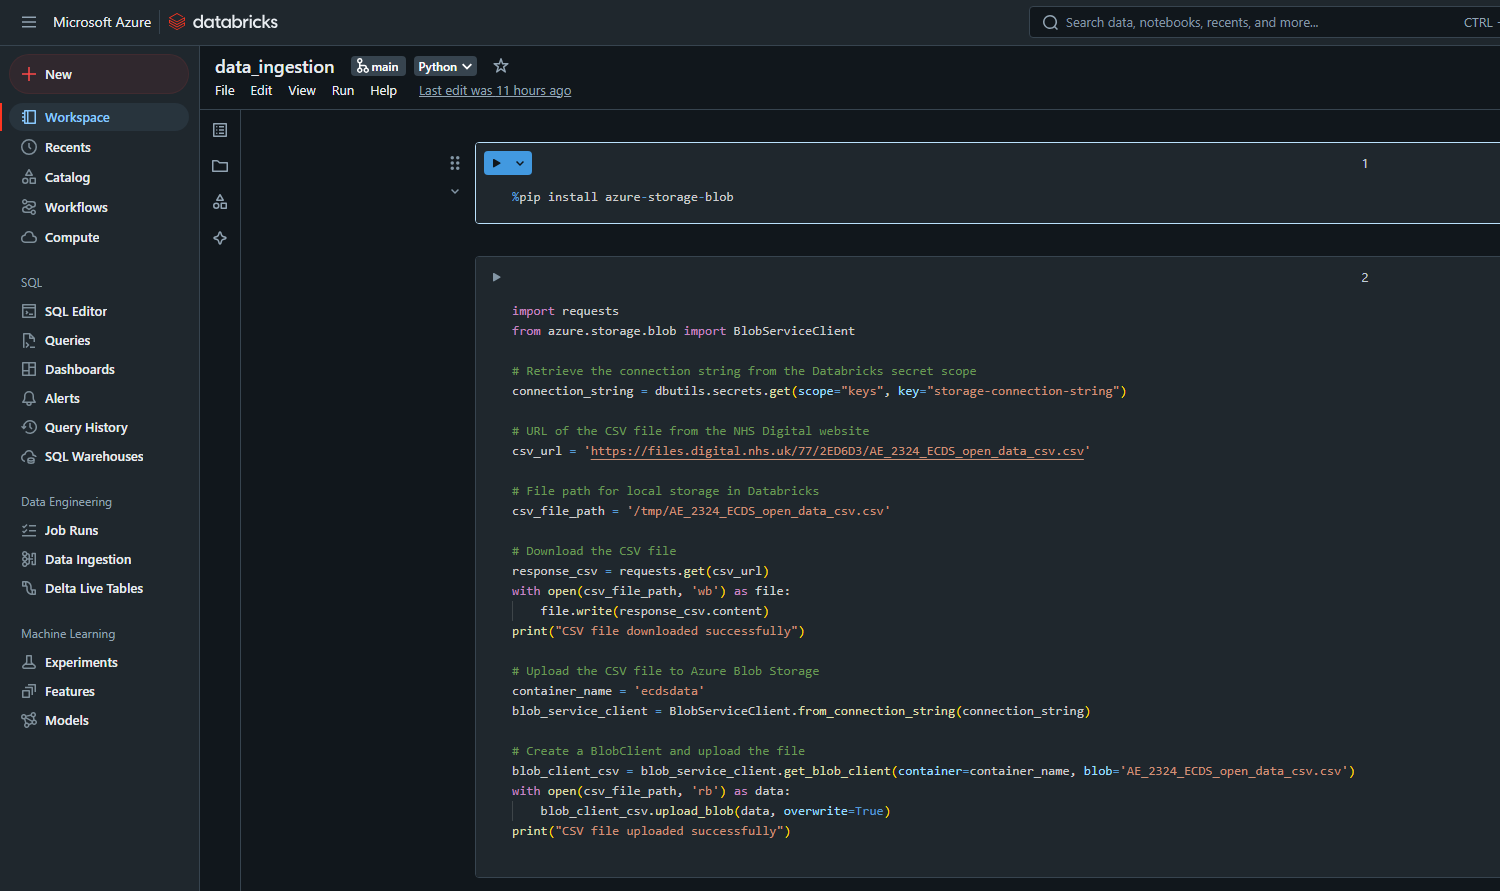 Microsoft Azure
databricks
Search data, notebooks, recents, and more...
CTRL
New
Workspace
Recents
Catalog
Workflows
Compute
SQL
SQL Editor
Queries
Dashboards
Alerts
Query History
SQL Warehouses
Data Engineering
Job Runs
Data Ingestion
Delta Live Tables
Machine Learning
Experiments
Features
Models
data_ingestion
main
Python
File Edit View Run Help Last edit was 11 hours ago
1
%pip install azure-storage-blob
2
import requests
from azure.storage.blob import BlobServiceClient
# Retrieve the connection string from the Databricks secret scope
connection_string = dbutils.secrets.get(scope="keys", key="storage-connection-string")
# URL of the CSV file from the NHS Digital website
csv_url = 'https://files.digital.nhs.uk/77/2ED6D3/AE_2324_ECDS_open_data_csv.csv'
# File path for local storage in Databricks
csv_file_path = '/tmp/AE_2324_ECDS_open_data_csv.csv'
# Download the CSV file
response_csv = requests.get(csv_url)
with open(csv_file_path, 'wb') as file:
    file.write(response_csv.content)
print("CSV file downloaded successfully")
# Upload the CSV file to Azure Blob Storage
container_name = 'ecdsdata'
blob_service_client = BlobServiceClient.from_connection_string(connection_string)
# Create a BlobClient and upload the file
blob_client_csv = blob_service_client.get_blob_client(container=container_name, blob='AE_2324_ECDS_open_data_csv.csv')
with open(csv_file_path, 'rb') as data:
    blob_client_csv.upload_blob(data, overwrite=True)
print("CSV file uploaded successfully")